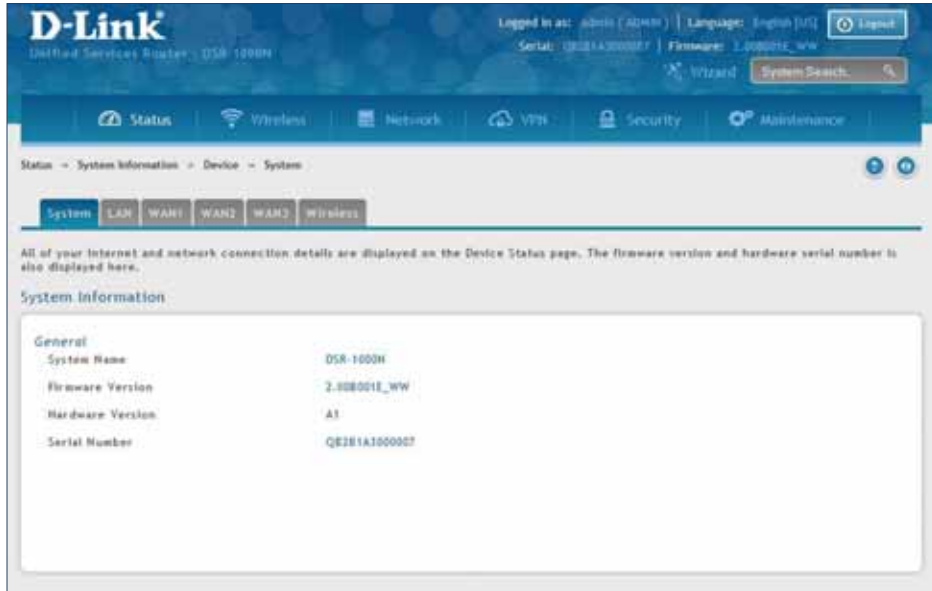 D-Link
Unified Services Router - DSR-1000N
Logged in as: admin ( ADMIN ) | Language: English [US]
Logout
Serial: | Firmware:
Wizard
System Search.
Status
Wireless
Network
VPN
Security
Maintenance
Status » System Information » Device » System
System
LAN
WAN1
WAN2
WAN3
Wireless
All of your Internet and network connection details are displayed on the Device Status page. The firmware version and hardware serial number is
also displayed here.
System Information
General
System Name DSR-1000N
Firmware Version 2.00B001E_WW
Hardware Version A1
Serial Number QB2B1A3000007